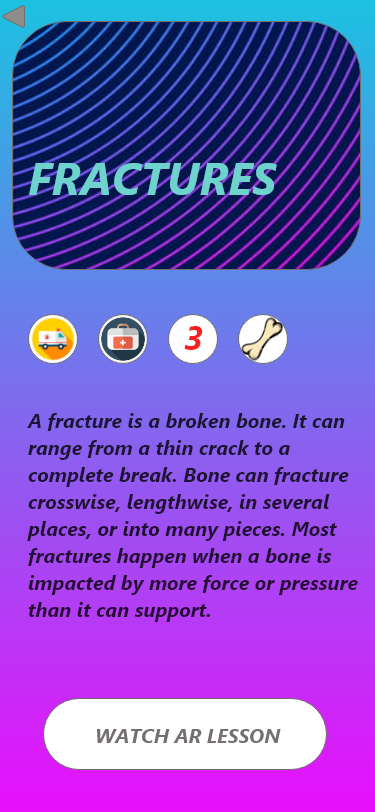 FRACTURES
3
A fracture is a broken bone. It can
range from a thin crack to a
complete break. Bone can fracture
crosswise, lengthwise, in several
places, or into many pieces. Most
fractures happen when a bone is
impacted by more force or pressure
than it can support.
WATCH AR LESSON